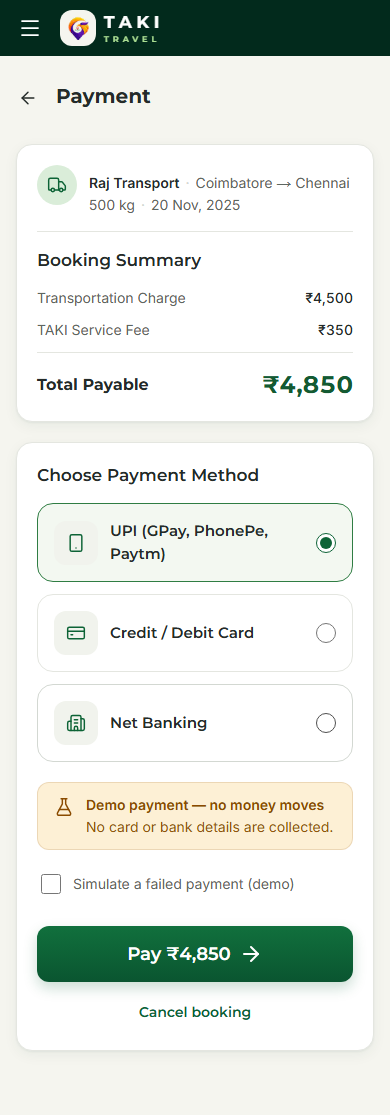 TAKI
TRAVEL
Payment
Raj Transport · Coimbatore → Chennai
500 kg · 20 Nov, 2025
Booking Summary
Transportation Charge ₹4,500
TAKI Service Fee ₹350
Total Payable ₹4,850
Choose Payment Method
UPI (GPay, PhonePe,
Paytm)
Credit / Debit Card
Net Banking
Demo payment — no money moves
No card or bank details are collected.
Simulate a failed payment (demo)
Pay ₹4,850 →
Cancel booking